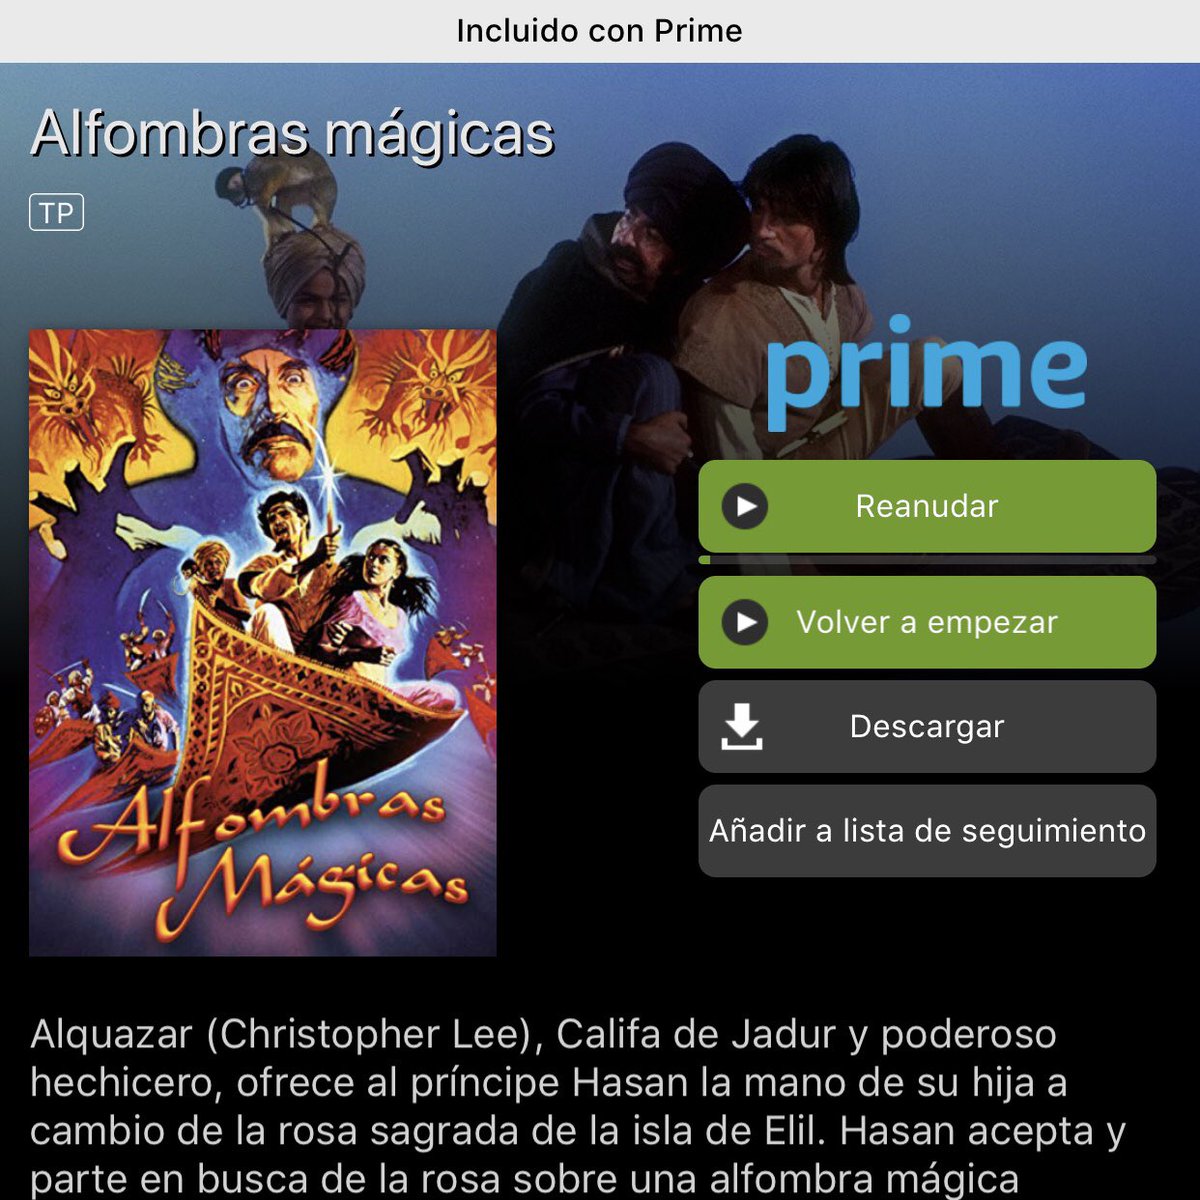 Incluido con Prime
Alfombras mágicas
TP
prime
Reanudar
Volver a empezar
Descargar
Añadir a lista de seguimiento
Alfombras
Mágicas
Alquazar (Christopher Lee), Califa de Jadur y poderoso
hechicero, ofrece al príncipe Hasan la mano de su hija a
cambio de la rosa sagrada de la isla de Elil. Hasan acepta y
parte en busca de la rosa sobre una alfombra mágica